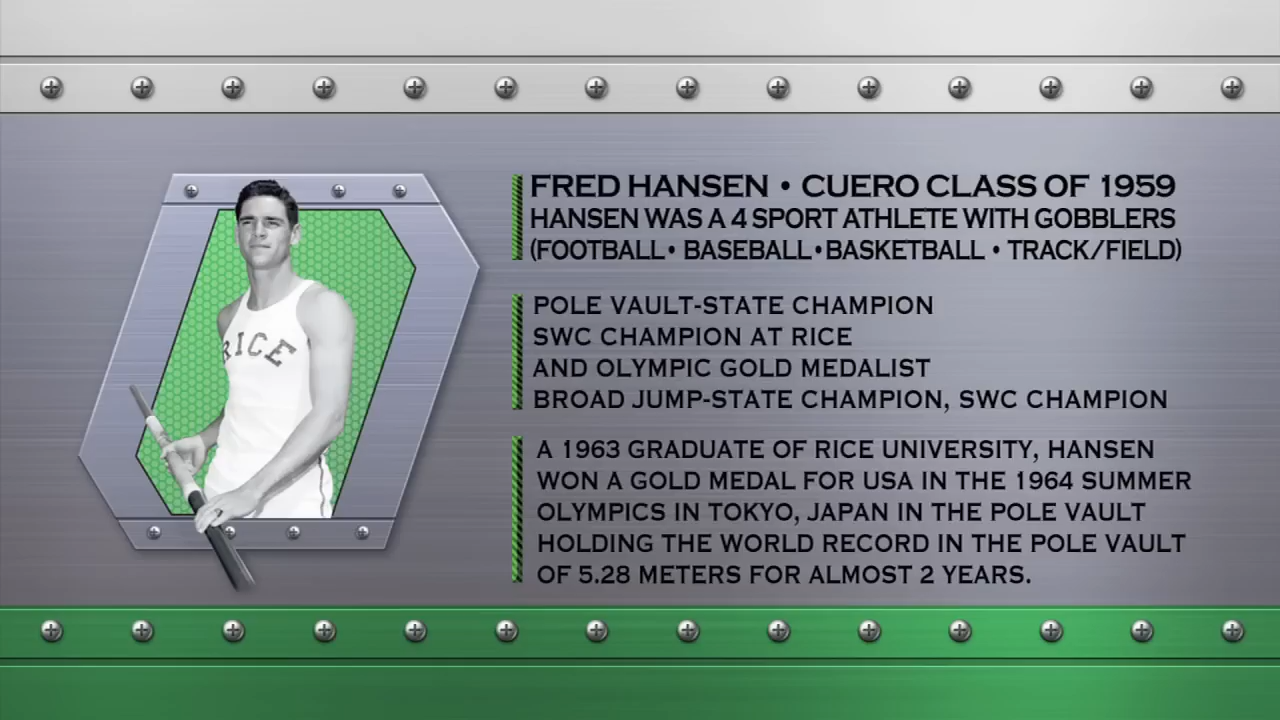 FRED HANSEN • CUERO CLASS OF 1959
HANSEN WAS A 4 SPORT ATHLETE WITH GOBBLERS
(FOOTBALL • BASEBALL • BASKETBALL • TRACK/FIELD)
POLE VAULT-STATE CHAMPION
SWC CHAMPION AT RICE
AND OLYMPIC GOLD MEDALIST
BROAD JUMP-STATE CHAMPION, SWC CHAMPION
A 1963 GRADUATE OF RICE UNIVERSITY, HANSEN
WON A GOLD MEDAL FOR USA IN THE 1964 SUMMER
OLYMPICS IN TOKYO, JAPAN IN THE POLE VAULT
HOLDING THE WORLD RECORD IN THE POLE VAULT
OF 5.28 METERS FOR ALMOST 2 YEARS.
RICE